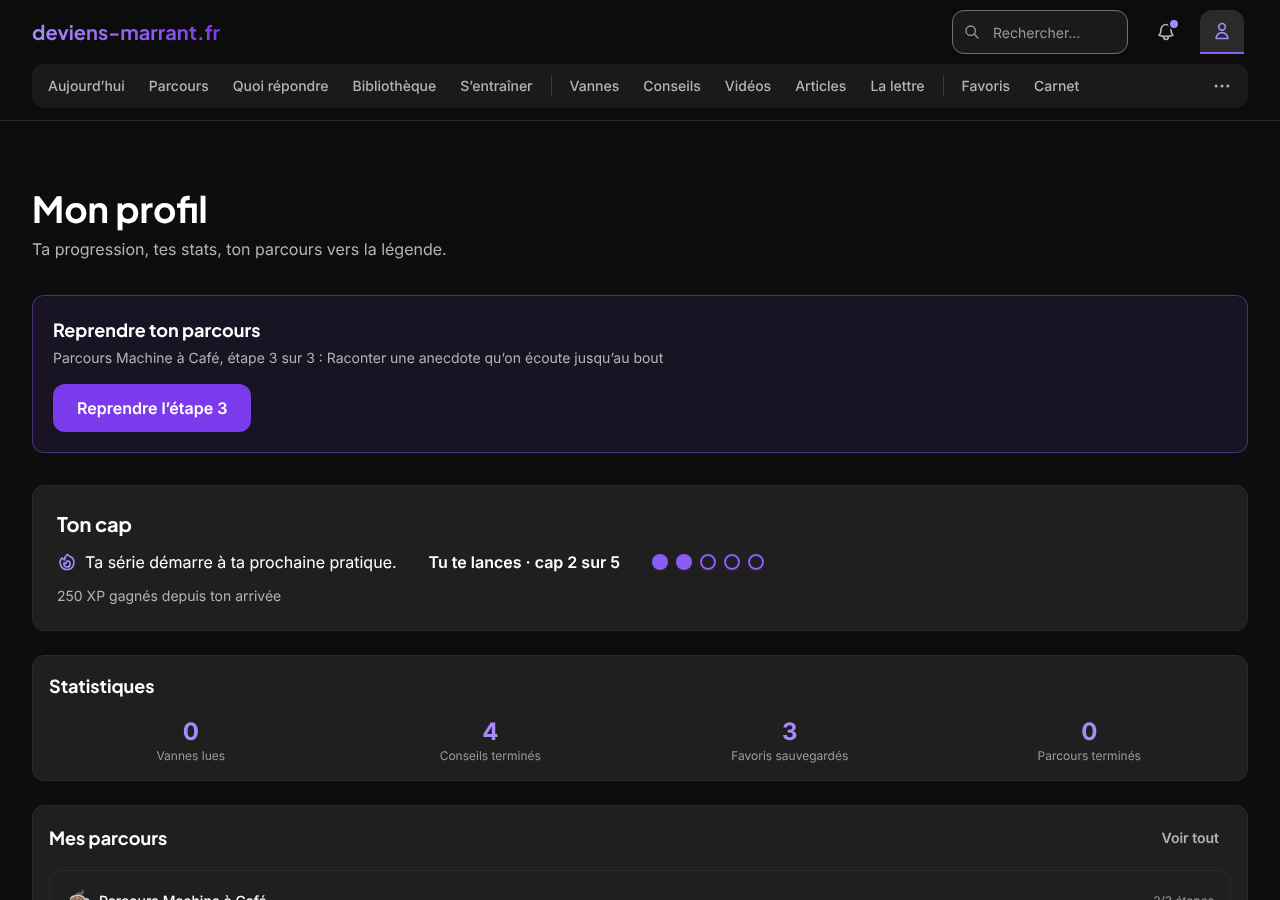 deviens-marrant.fr
Rechercher...
Aujourd’hui
Parcours
Quoi répondre
Bibliothèque
S’entraîner
Vannes
Conseils
Vidéos
Articles
La lettre
Favoris
Carnet
Mon profil
Ta progression, tes stats, ton parcours vers la légende.
Reprendre ton parcours
Parcours Machine à Café, étape 3 sur 3 : Raconter une anecdote qu’on écoute jusqu’au bout
Reprendre l’étape 3
Ton cap
Ta série démarre à ta prochaine pratique.
Tu te lances · cap 2 sur 5
250 XP gagnés depuis ton arrivée
Statistiques
0
Vannes lues
4
Conseils terminés
3
Favoris sauvegardés
0
Parcours terminés
Mes parcours
Voir tout
Parcours Machine à Café